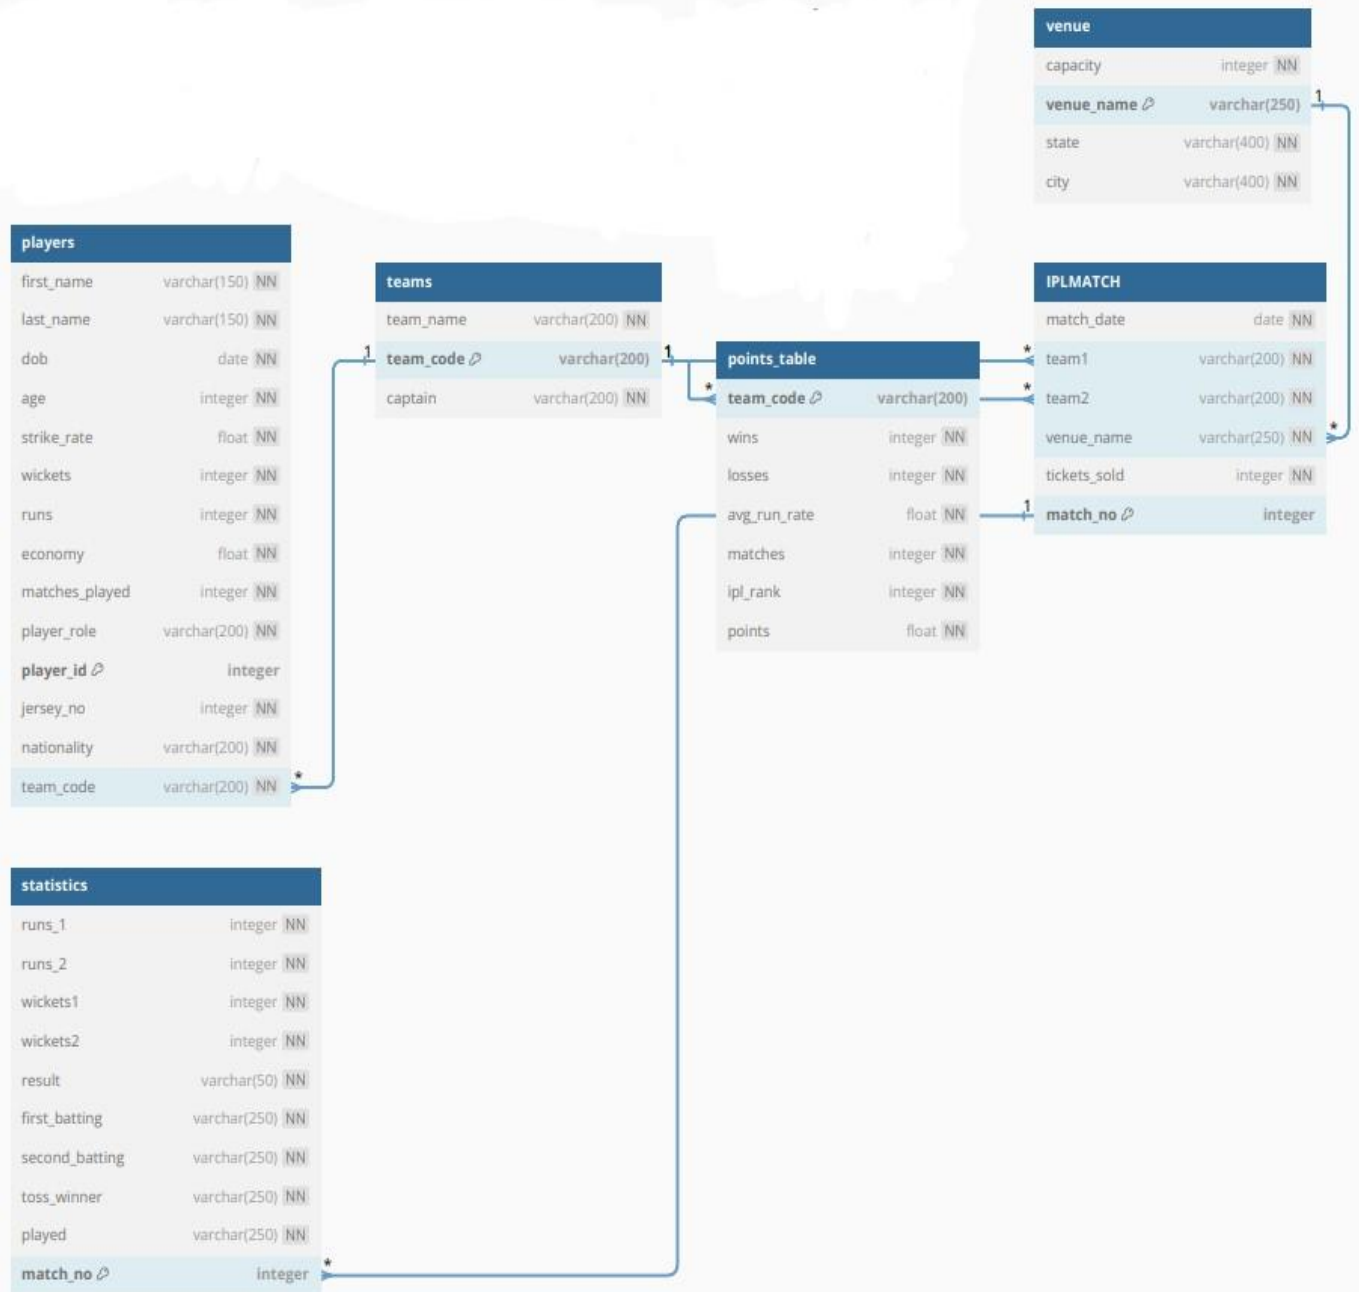 venue
capacity integer NN
1
venue_name varchar(250)
state varchar(400) NN
city varchar(400) NN
players
first_name varchar(150) NN
last_name varchar(150) NN
dob date NN
age integer NN
strike_rate float NN
wickets integer NN
runs integer NN
economy float NN
matches_played integer NN
player_role varchar(200) NN
player_id integer
jersey_no integer NN
nationality varchar(200) NN
*
team_code varchar(200) NN
teams
team_name varchar(200) NN
1 1
team_code varchar(200)
captain varchar(200) NN
points_table
*
team_code varchar(200)
wins integer NN
losses integer NN
avg_run_rate float NN
matches integer NN
ipl_rank integer NN
points float NN
IPLMATCH
match_date date NN
*
team1 varchar(200) NN
*
team2 varchar(200) NN
*
venue_name varchar(250) NN
tickets_sold integer NN
1
match_no integer
statistics
runs_1 integer NN
runs_2 integer NN
wickets1 integer NN
wickets2 integer NN
result varchar(50) NN
first_batting varchar(250) NN
second_batting varchar(250) NN
toss_winner varchar(250) NN
played varchar(250) NN
*
match_no integer